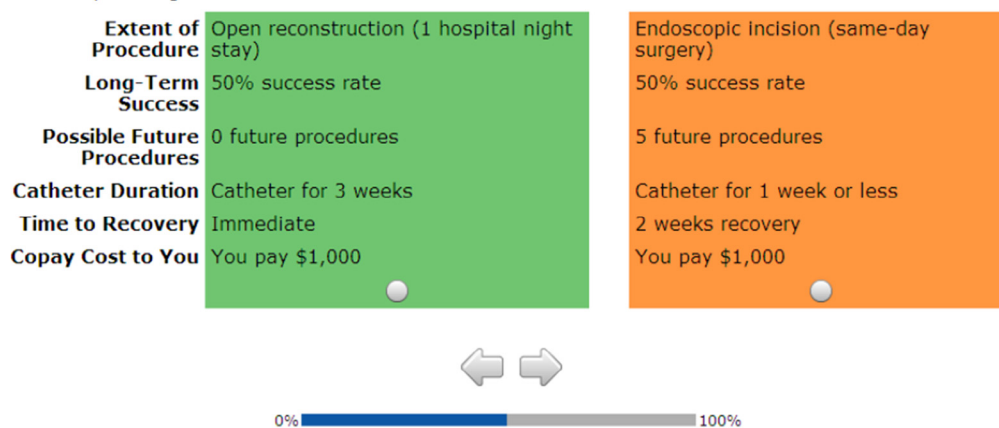 Extent of Procedure Open reconstruction (1 hospital night stay) Endoscopic incision (same-day surgery)
Long-Term Success 50% success rate 50% success rate
Possible Future Procedures 0 future procedures 5 future procedures
Catheter Duration Catheter for 3 weeks Catheter for 1 week or less
Time to Recovery Immediate 2 weeks recovery
Copay Cost to You You pay $1,000 You pay $1,000
0% 100%